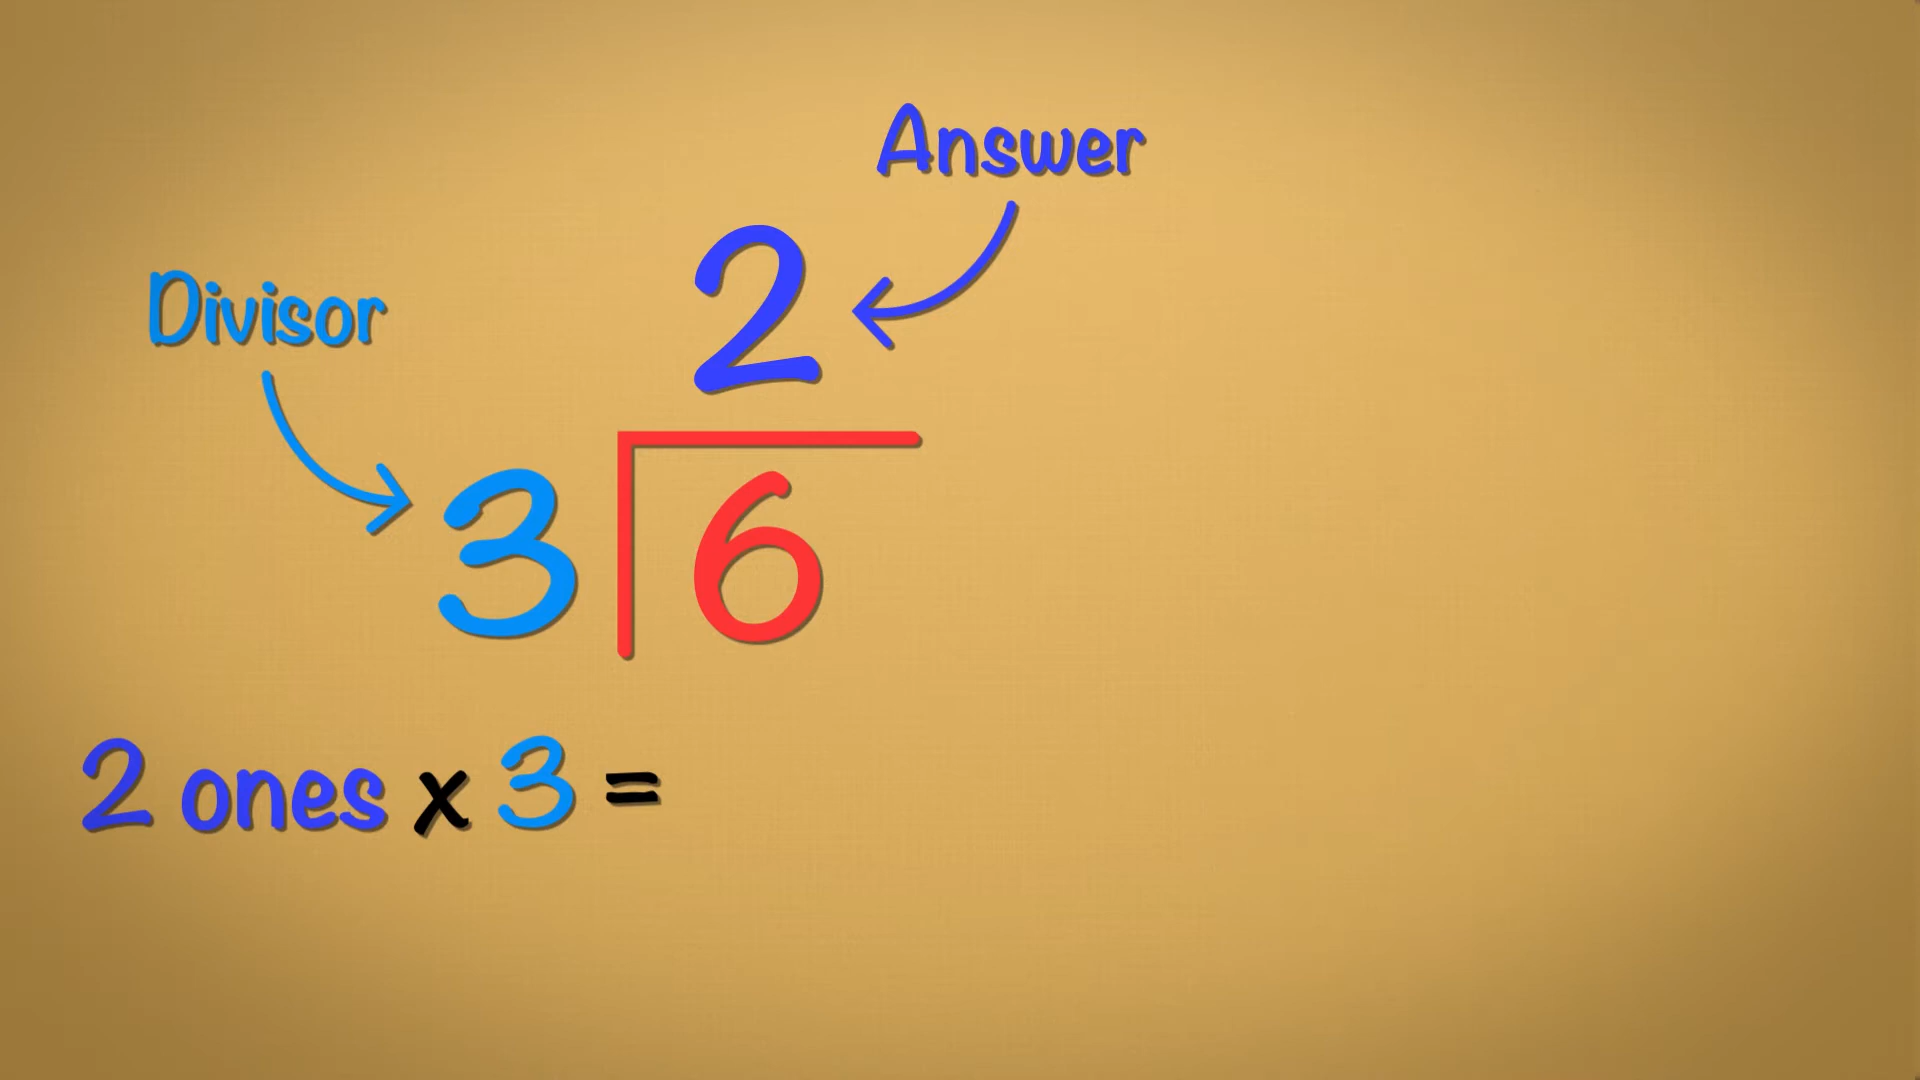 Answer
2
Divisor
3 6
2 ones x 3 =